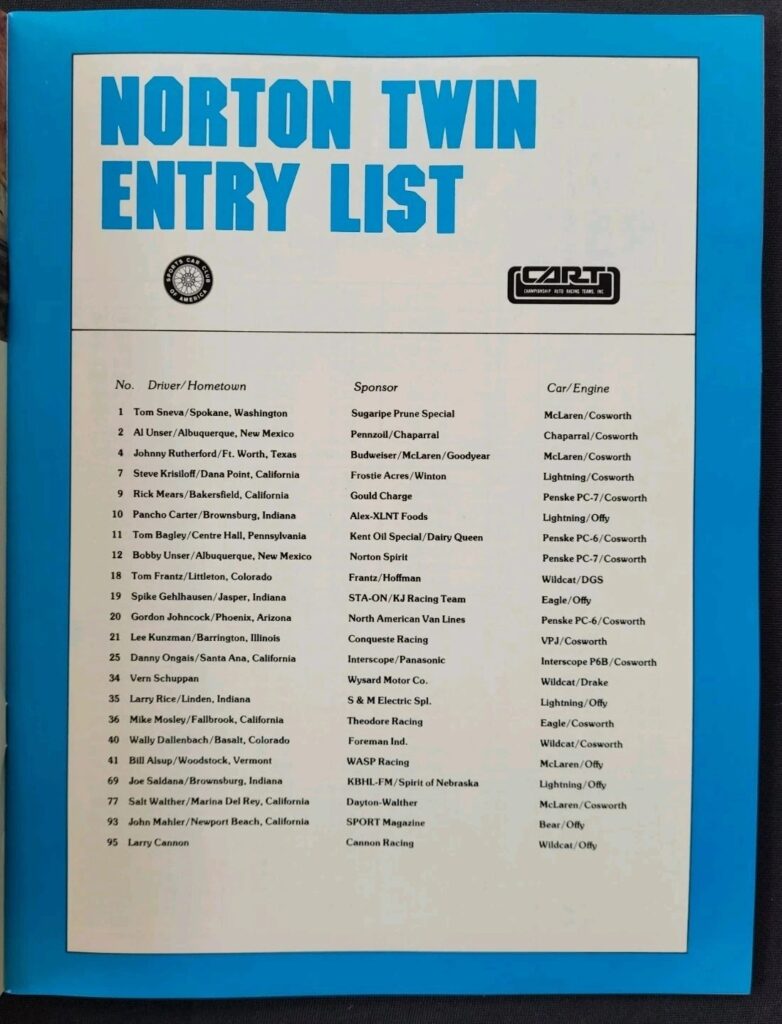 NORTON TWIN
ENTRY LIST
SPORTS CAR CLUB OF AMERICA
CART
CHAMPIONSHIP AUTO RACING TEAMS, INC.
No. Driver/Hometown Sponsor Car/Engine
1 Tom Sneva/Spokane, Washington Sugaripe Prune Special McLaren/Cosworth
2 Al Unser/Albuquerque, New Mexico Pennzoil/Chaparral Chaparral/Cosworth
4 Johnny Rutherford/Ft. Worth, Texas Budweiser/McLaren/Goodyear McLaren/Cosworth
7 Steve Krisiloff/Dana Point, California Frostie Acres/Winton Lightning/Cosworth
9 Rick Mears/Bakersfield, California Gould Charge Penske PC-7/Cosworth
10 Pancho Carter/Brownsburg, Indiana Alex-XLNT Foods Lightning/Offy
11 Tom Bagley/Centre Hall, Pennsylvania Kent Oil Special/Dairy Queen Penske PC-6/Cosworth
12 Bobby Unser/Albuquerque, New Mexico Norton Spirit Penske PC-7/Cosworth
18 Tom Frantz/Littleton, Colorado Frantz/Hoffman Wildcat/DGS
19 Spike Gehlhausen/Jasper, Indiana STA-ON/KJ Racing Team Eagle/Offy
20 Gordon Johncock/Phoenix, Arizona North American Van Lines Penske PC-6/Cosworth
21 Lee Kunzman/Barrington, Illinois Conqueste Racing VPJ/Cosworth
25 Danny Ongais/Santa Ana, California Interscope/Panasonic Interscope P6B/Cosworth
34 Vern Schuppan Wysard Motor Co. Wildcat/Drake
35 Larry Rice/Linden, Indiana S & M Electric Spl. Lightning/Offy
36 Mike Mosley/Fallbrook, California Theodore Racing Eagle/Cosworth
40 Wally Dallenbach/Basalt, Colorado Foreman Ind. Wildcat/Cosworth
41 Bill Alsup/Woodstock, Vermont WASP Racing McLaren/Offy
69 Joe Saldana/Brownsburg, Indiana KBHL-FM/Spirit of Nebraska Lightning/Offy
77 Salt Walther/Marina Del Rey, California Dayton-Walther McLaren/Cosworth
93 John Mahler/Newport Beach, California SPORT Magazine Bear/Offy
95 Larry Cannon Cannon Racing Wildcat/Offy